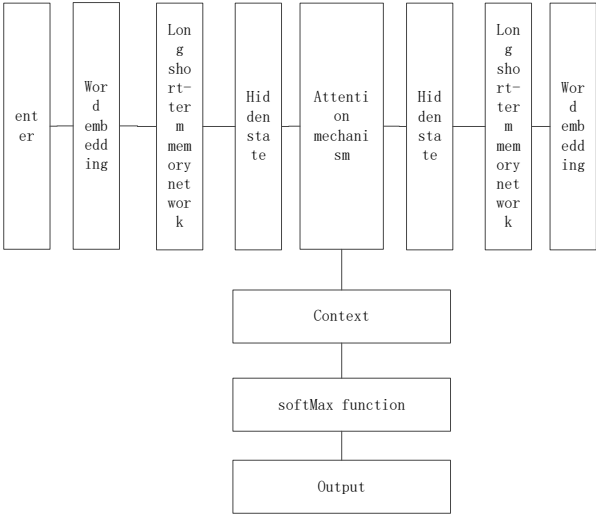 ent
er
Wor
d
emb
edd
ing
Lon
g
sho
rt-
ter
m
mem
ory
net
wor
k
Hid
den
sta
te
Attenti
on
mechani
sm
Hid
den
sta
te
Lon
g
sho
rt-
ter
m
mem
ory
net
wor
k
Wor
d
emb
edd
ing
Context
softMax function
Output